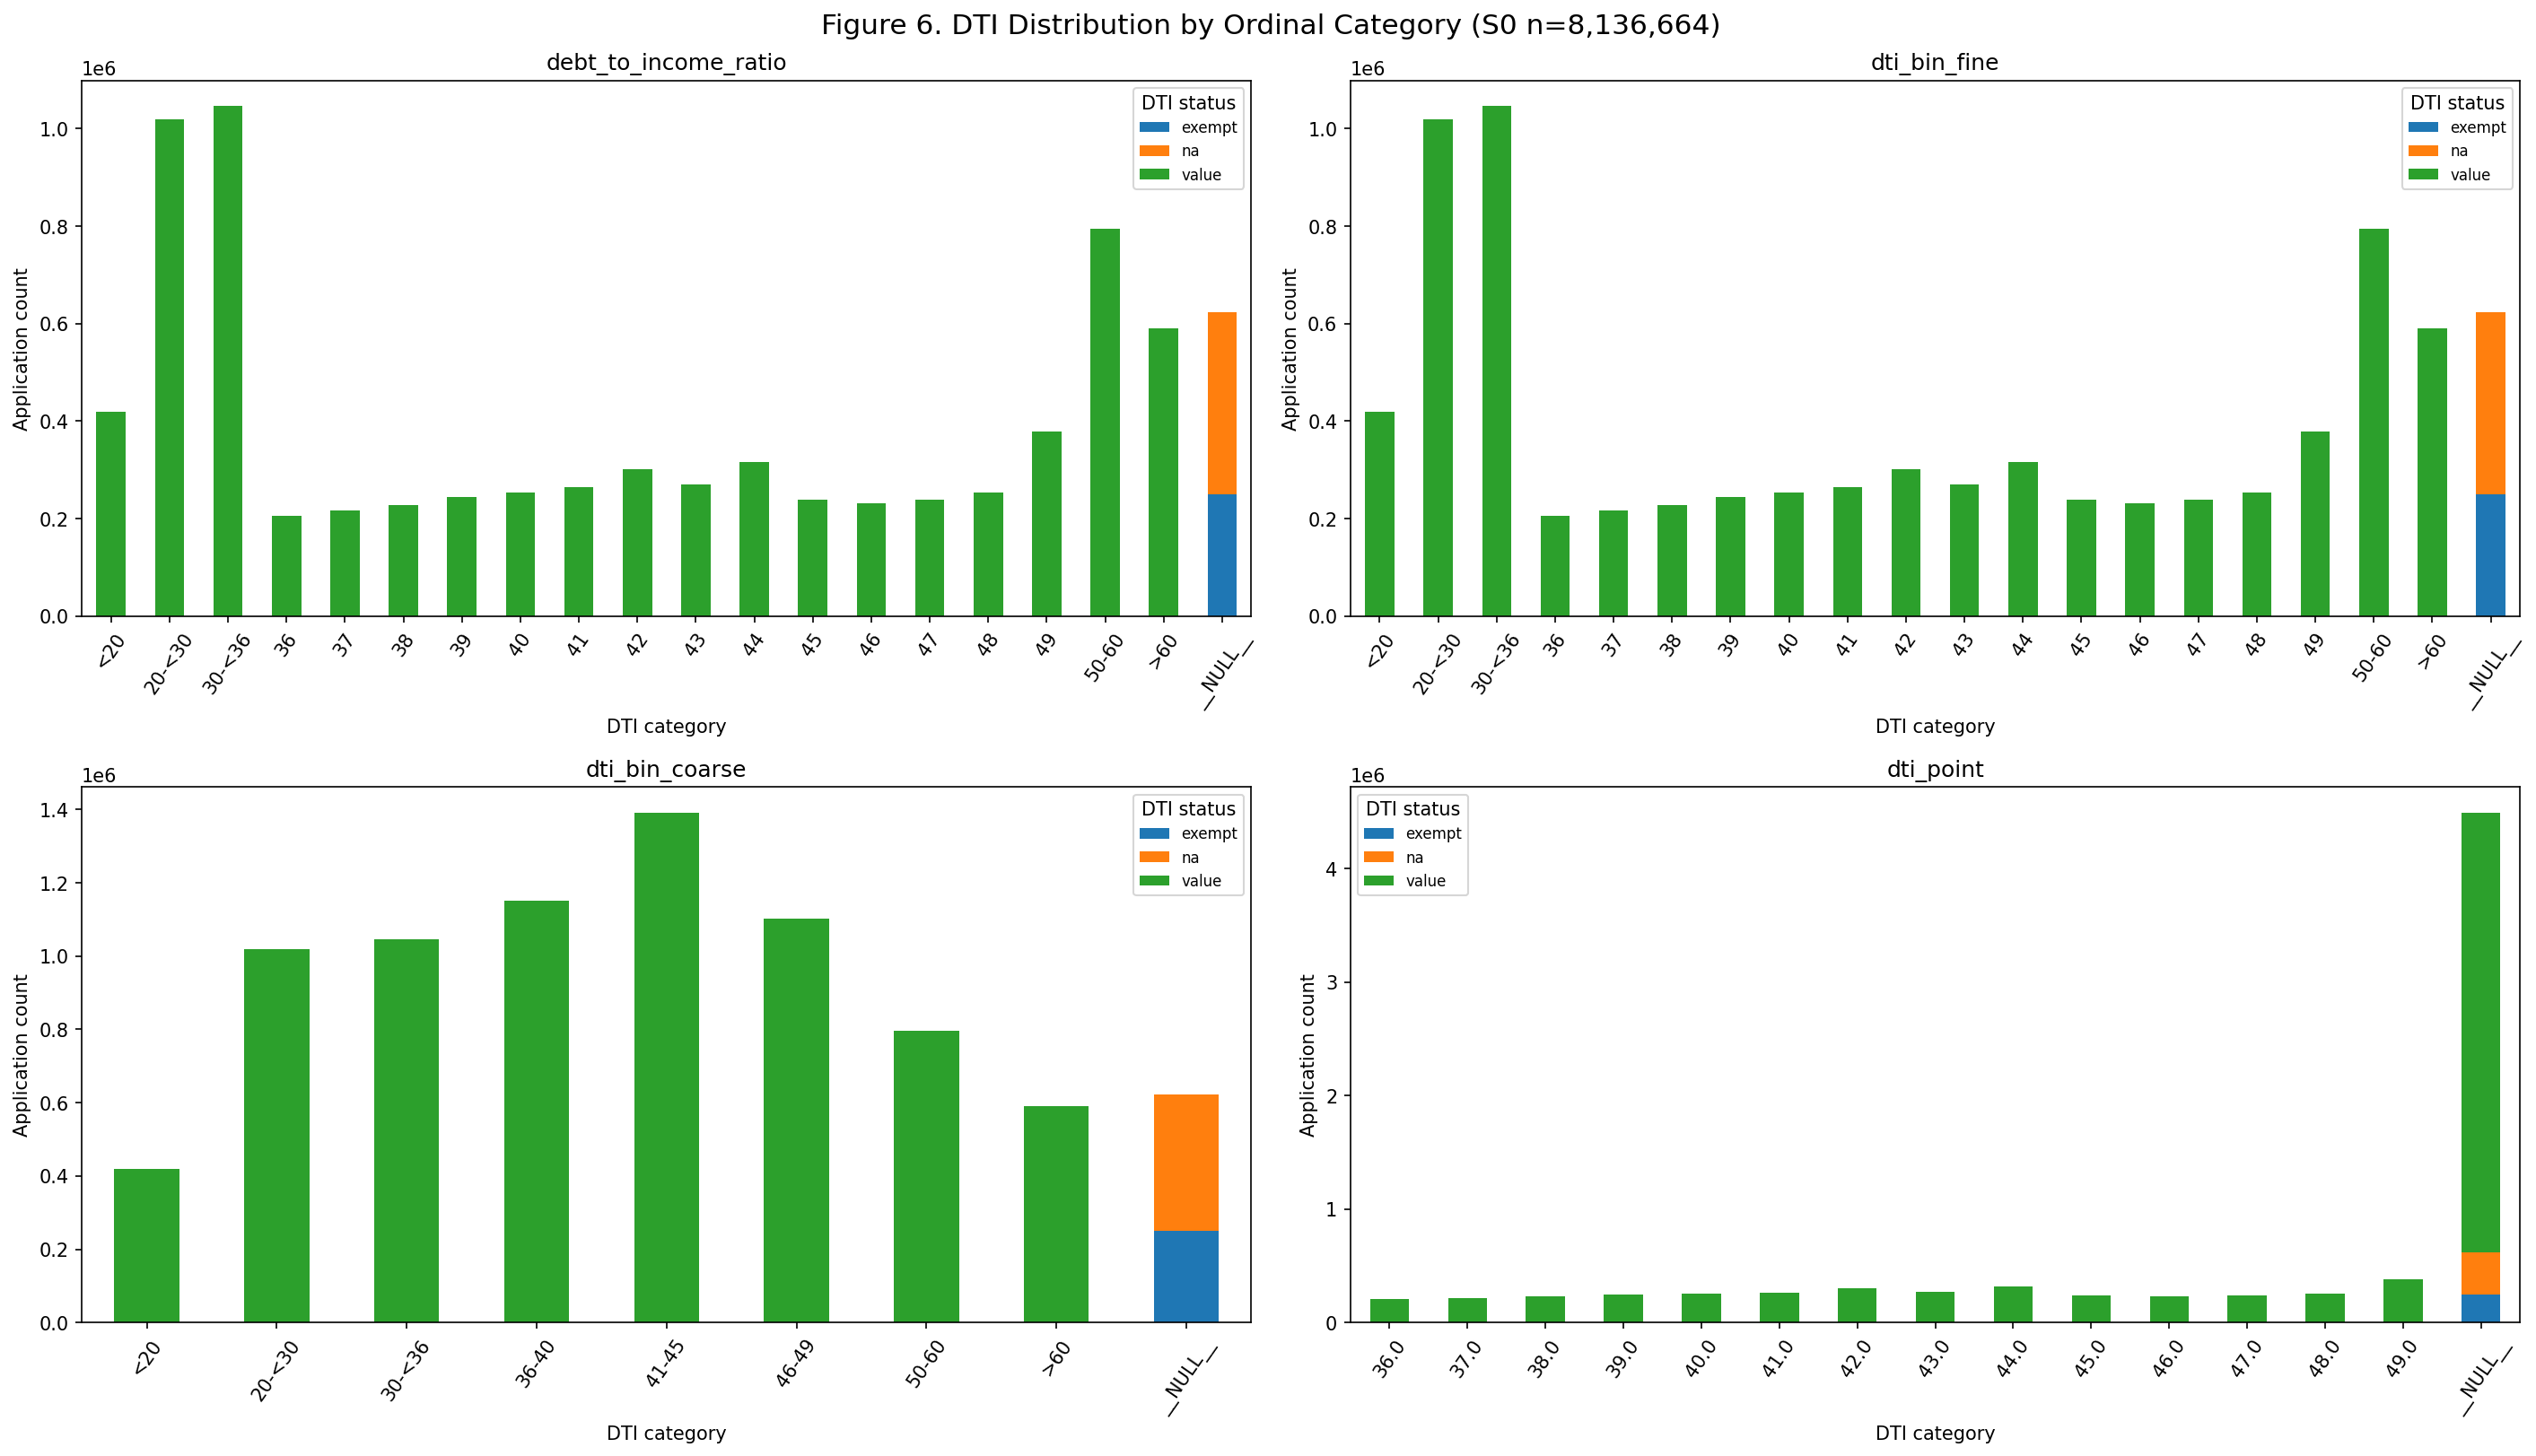 Figure 6. DTI Distribution by Ordinal Category (S0 n=8,136,664)
debt_to_income_ratio
1e6
Application count
1.0
0.8
0.6
0.4
0.2
0.0
DTI status
exempt
na
value
<20
20-<30
30-<36
36
37
38
39
40
41
42
43
44
45
46
47
48
49
50-60
>60
__NULL__
DTI category
dti_bin_fine
1e6
Application count
1.0
0.8
0.6
0.4
0.2
0.0
DTI status
exempt
na
value
<20
20-<30
30-<36
36
37
38
39
40
41
42
43
44
45
46
47
48
49
50-60
>60
__NULL__
DTI category
dti_bin_coarse
1e6
Application count
1.4
1.2
1.0
0.8
0.6
0.4
0.2
0.0
DTI status
exempt
na
value
<20
20-<30
30-<36
36-40
41-45
46-49
50-60
>60
__NULL__
DTI category
dti_point
1e6
Application count
4
3
2
1
0
DTI status
exempt
na
value
36.0
37.0
38.0
39.0
40.0
41.0
42.0
43.0
44.0
45.0
46.0
47.0
48.0
49.0
__NULL__
DTI category